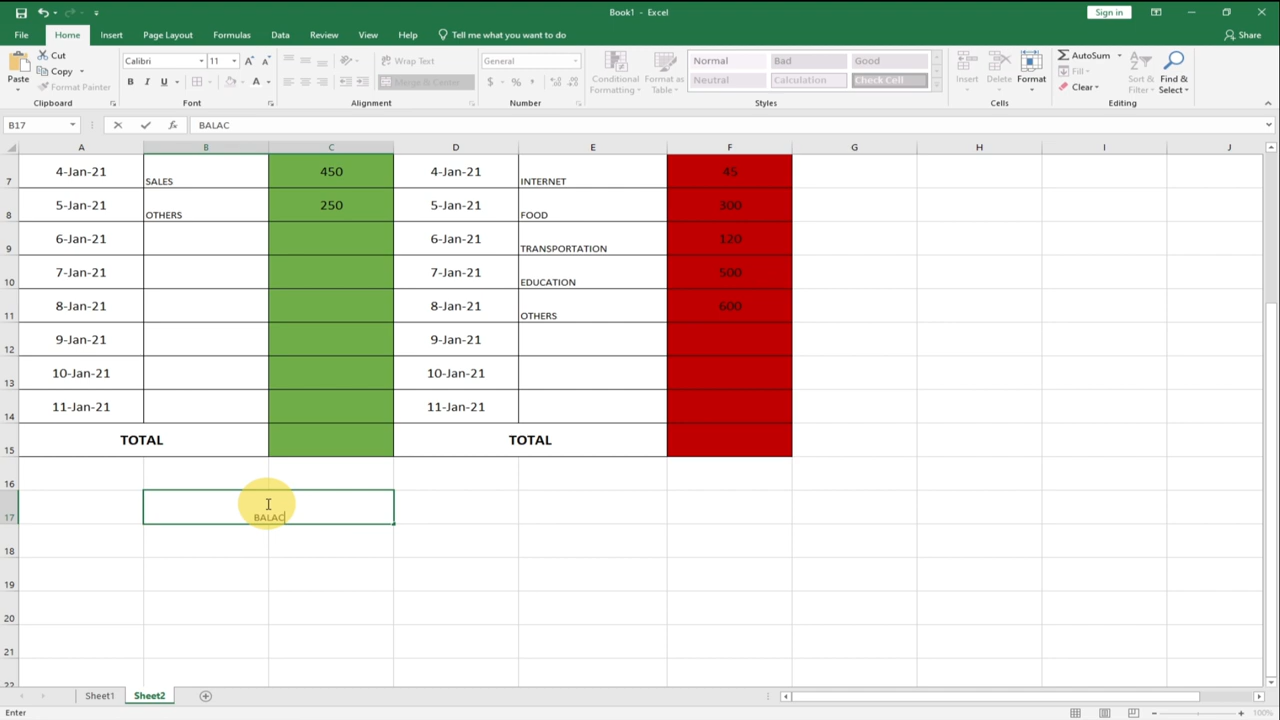 Book1 - Excel
Sign in
File Home Insert Page Layout Formulas Data Review View Help Tell me what you want to do Share
Paste
Cut
Copy
Format Painter
Clipboard
Calibri 11
B I U
Font
Wrap Text
Merge & Center
Alignment
General
$ % ,
Number
Conditional Formatting
Format as Table
Normal Bad Good
Neutral Calculation Check Cell
Styles
Insert Delete Format
Cells
AutoSum
Fill
Clear
Sort & Filter
Find & Select
Editing
B17 fx BALAC
A B C D E F G H I J
7 4-Jan-21 SALES 450 4-Jan-21 INTERNET 45
8 5-Jan-21 OTHERS 250 5-Jan-21 FOOD 300
9 6-Jan-21 6-Jan-21 TRANSPORTATION 120
10 7-Jan-21 7-Jan-21 EDUCATION 500
11 8-Jan-21 8-Jan-21 OTHERS 600
12 9-Jan-21 9-Jan-21
13 10-Jan-21 10-Jan-21
14 11-Jan-21 11-Jan-21
15 TOTAL TOTAL
16
17 BALAC
18
19
20
21
22
Sheet1 Sheet2
Enter 100%